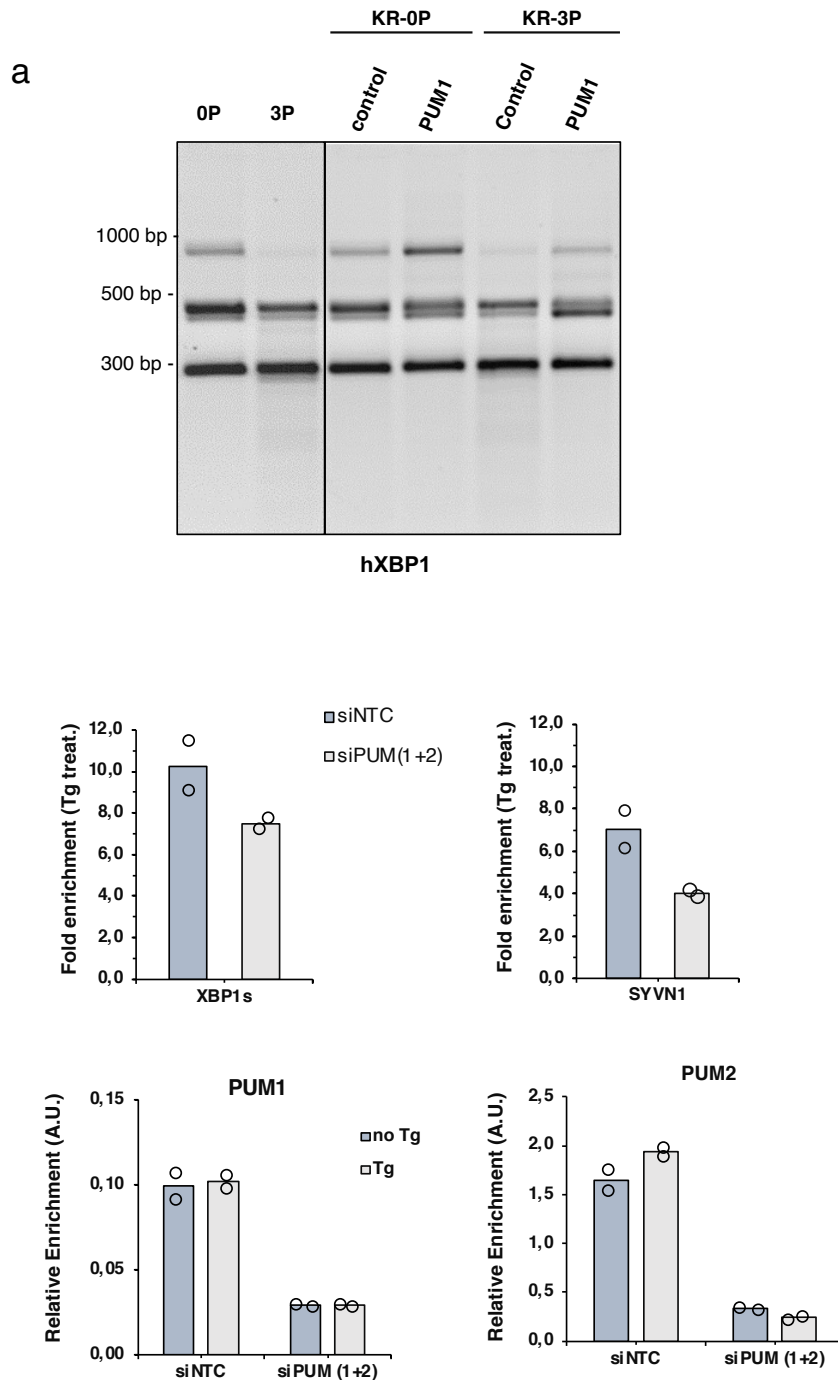 KR-0P KR-3P
a
0P 3P control PUM1 Control PUM1
1000 bp -
500 bp -
300 bp -
hXBP1
Fold enrichment (Tg treat.)
12,0
10,0
8,0
6,0
4,0
2,0
0,0
XBP1s
siNTC
siPUM(1+2)
Fold enrichment (Tg treat.)
12,0
10,0
8,0
6,0
4,0
2,0
0,0
SYVN1
PUM1
Relative Enrichment (A.U.)
0,15
0,10
0,05
0,00
siNTC siPUM (1+2)
no Tg
Tg
PUM2
Relative Enrichment (A.U.)
2,5
2,0
1,5
1,0
0,5
0,0
siNTC siPUM (1+2)